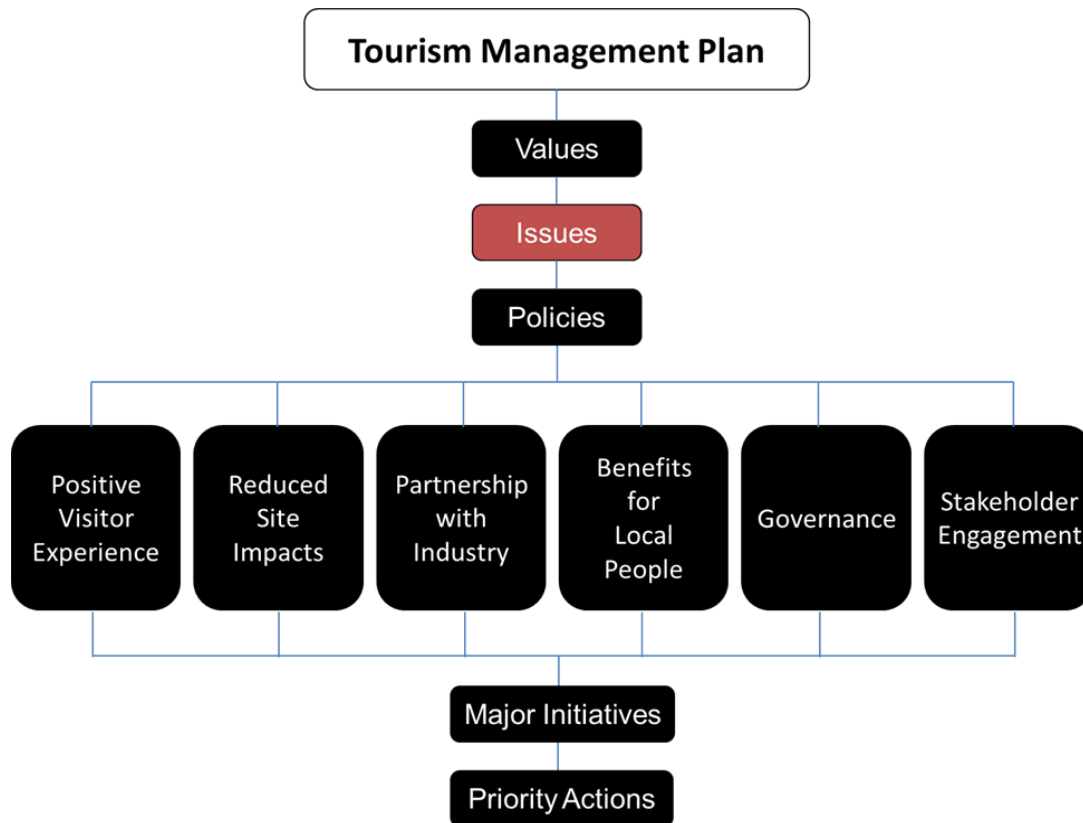 Tourism Management Plan
Values
Issues
Policies
Positive
Visitor
Experience
Reduced
Site
Impacts
Partnership
with
Industry
Benefits
for
Local
People
Governance
Stakeholder
Engagement
Major Initiatives
Priority Actions